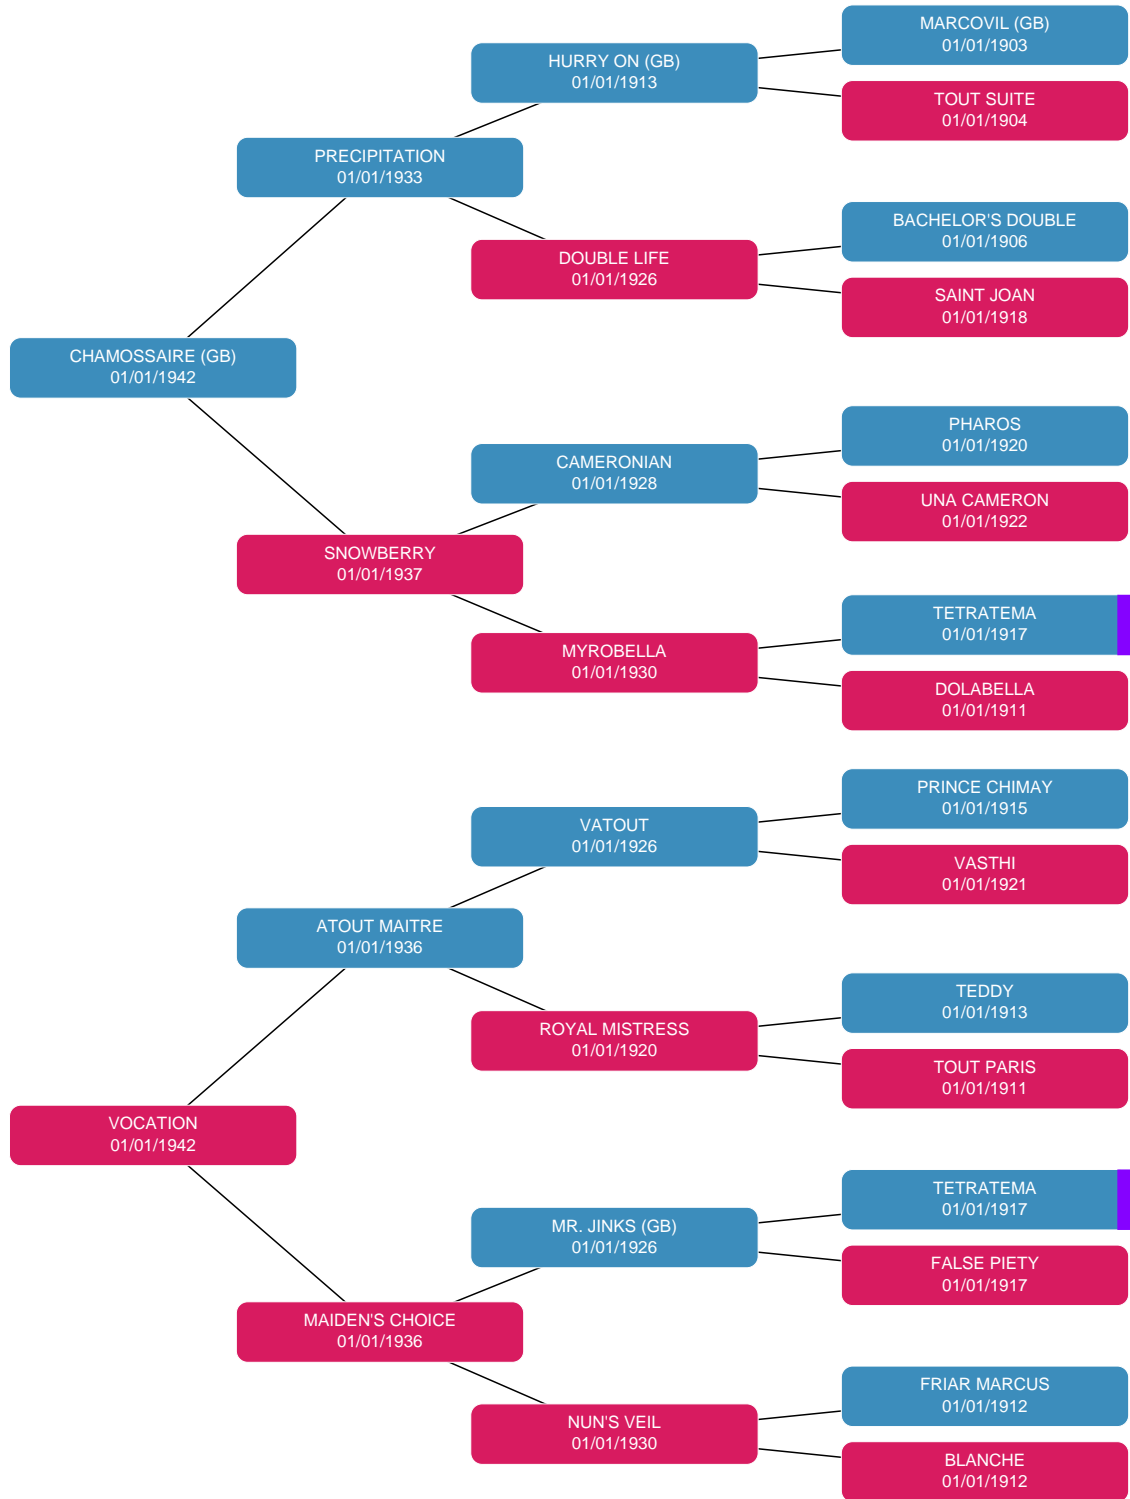 MARCOVIL (GB)
01/01/1903
HURRY ON (GB)
01/01/1913
TOUT SUITE
01/01/1904
PRECIPITATION
01/01/1933
BACHELOR'S DOUBLE
01/01/1906
DOUBLE LIFE
01/01/1926
SAINT JOAN
01/01/1918
CHAMOSSAIRE (GB)
01/01/1942
PHAROS
01/01/1920
CAMERONIAN
01/01/1928
UNA CAMERON
01/01/1922
SNOWBERRY
01/01/1937
TETRATEMA
01/01/1917
MYROBELLA
01/01/1930
DOLABELLA
01/01/1911
PRINCE CHIMAY
01/01/1915
VATOUT
01/01/1926
VASTHI
01/01/1921
ATOUT MAITRE
01/01/1936
TEDDY
01/01/1913
ROYAL MISTRESS
01/01/1920
TOUT PARIS
01/01/1911
VOCATION
01/01/1942
TETRATEMA
01/01/1917
MR. JINKS (GB)
01/01/1926
FALSE PIETY
01/01/1917
MAIDEN'S CHOICE
01/01/1936
FRIAR MARCUS
01/01/1912
NUN'S VEIL
01/01/1930
BLANCHE
01/01/1912